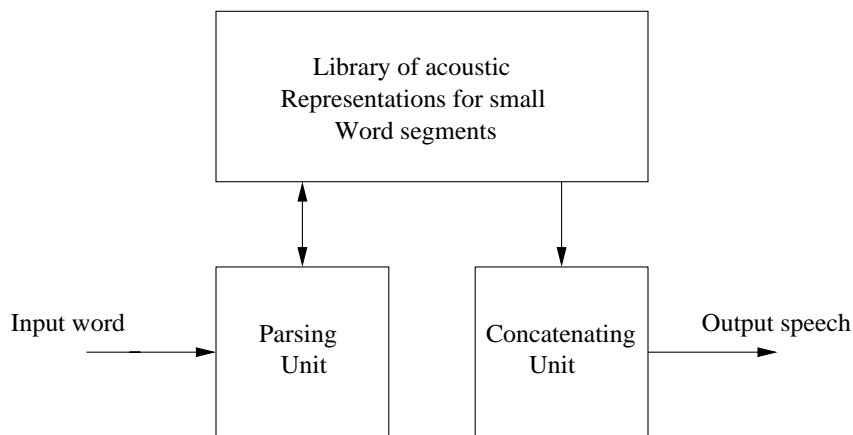 Library of acoustic
Representations for small
Word segments
Input word
Parsing
Unit
Concatenating
Unit
Output speech